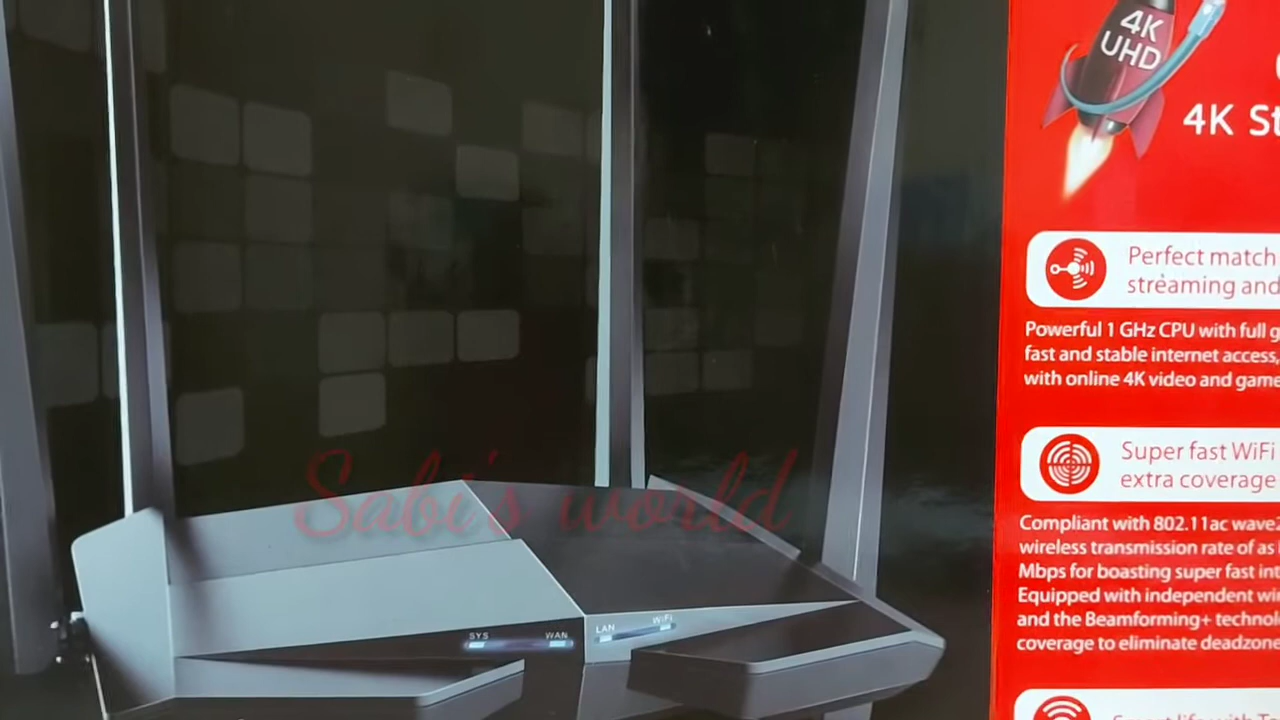 4K
UHD
4K St
Perfect match
streaming and
Powerful 1 GHz CPU with full g
fast and stable internet access,
with online 4K video and game
Super fast WiFi
extra coverage
Compliant with 802.11ac wave2
wireless transmission rate of as
Mbps for boasting super fast int
Equipped with independent wi
and the Beamforming+ technol
coverage to eliminate deadzone
Smart life with T
Sabi's world
SYS WAN LAN WiFi